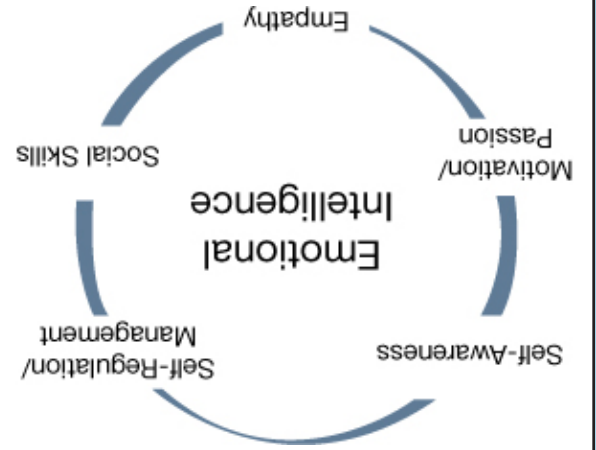 Self-Awareness
Self-Regulation/
Management
Emotional
Intelligence
Motivation/
Passion
Social Skills
Empathy